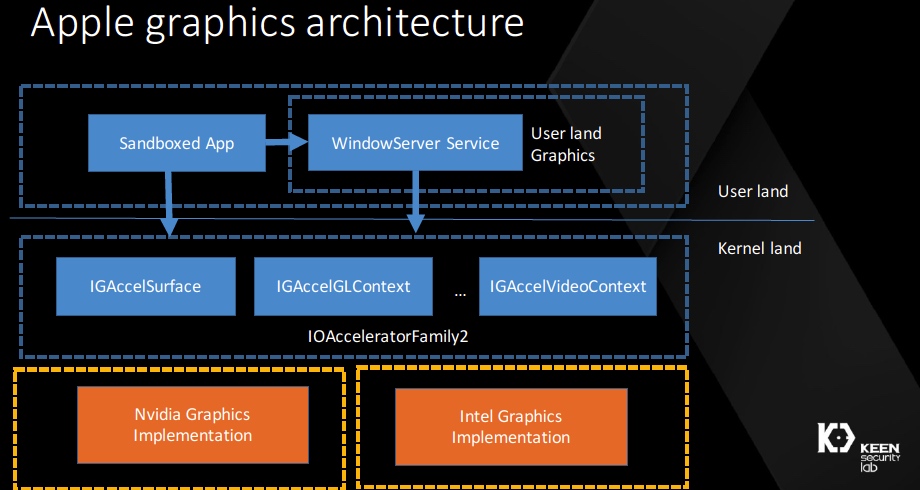 Apple graphics architecture
Sandboxed App
WindowServer Service
User land
Graphics
User land
Kernel land
IGAccelSurface
IGAccelGLContext
...
IGAccelVideoContext
IOAcceleratorFamily2
Nvidia Graphics
Implementation
Intel Graphics
Implementation
KEEN
security
lab